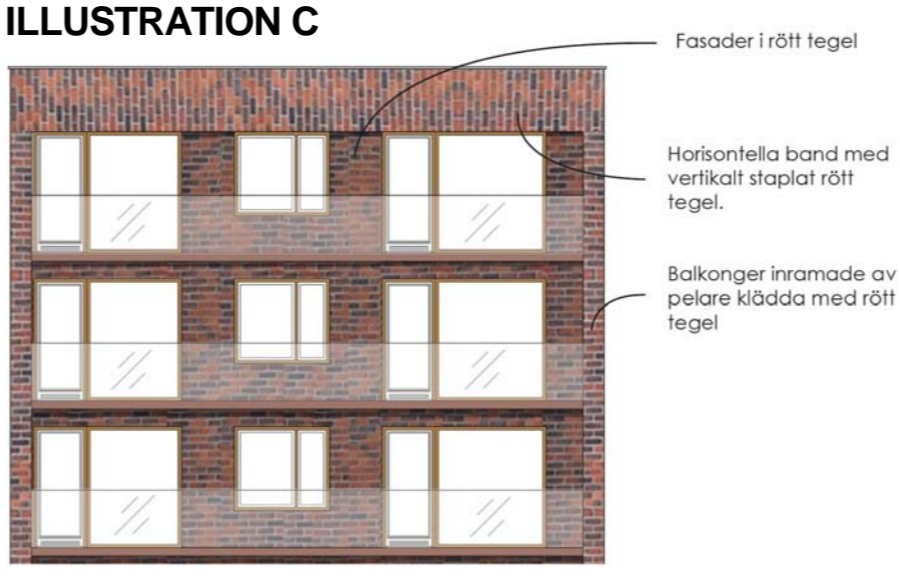 ILLUSTRATION C
Fasader i rött tegel
Horisontella band med
vertikalt staplat rött
tegel.
Balkonger inramade av
pelare klädda med rött
tegel